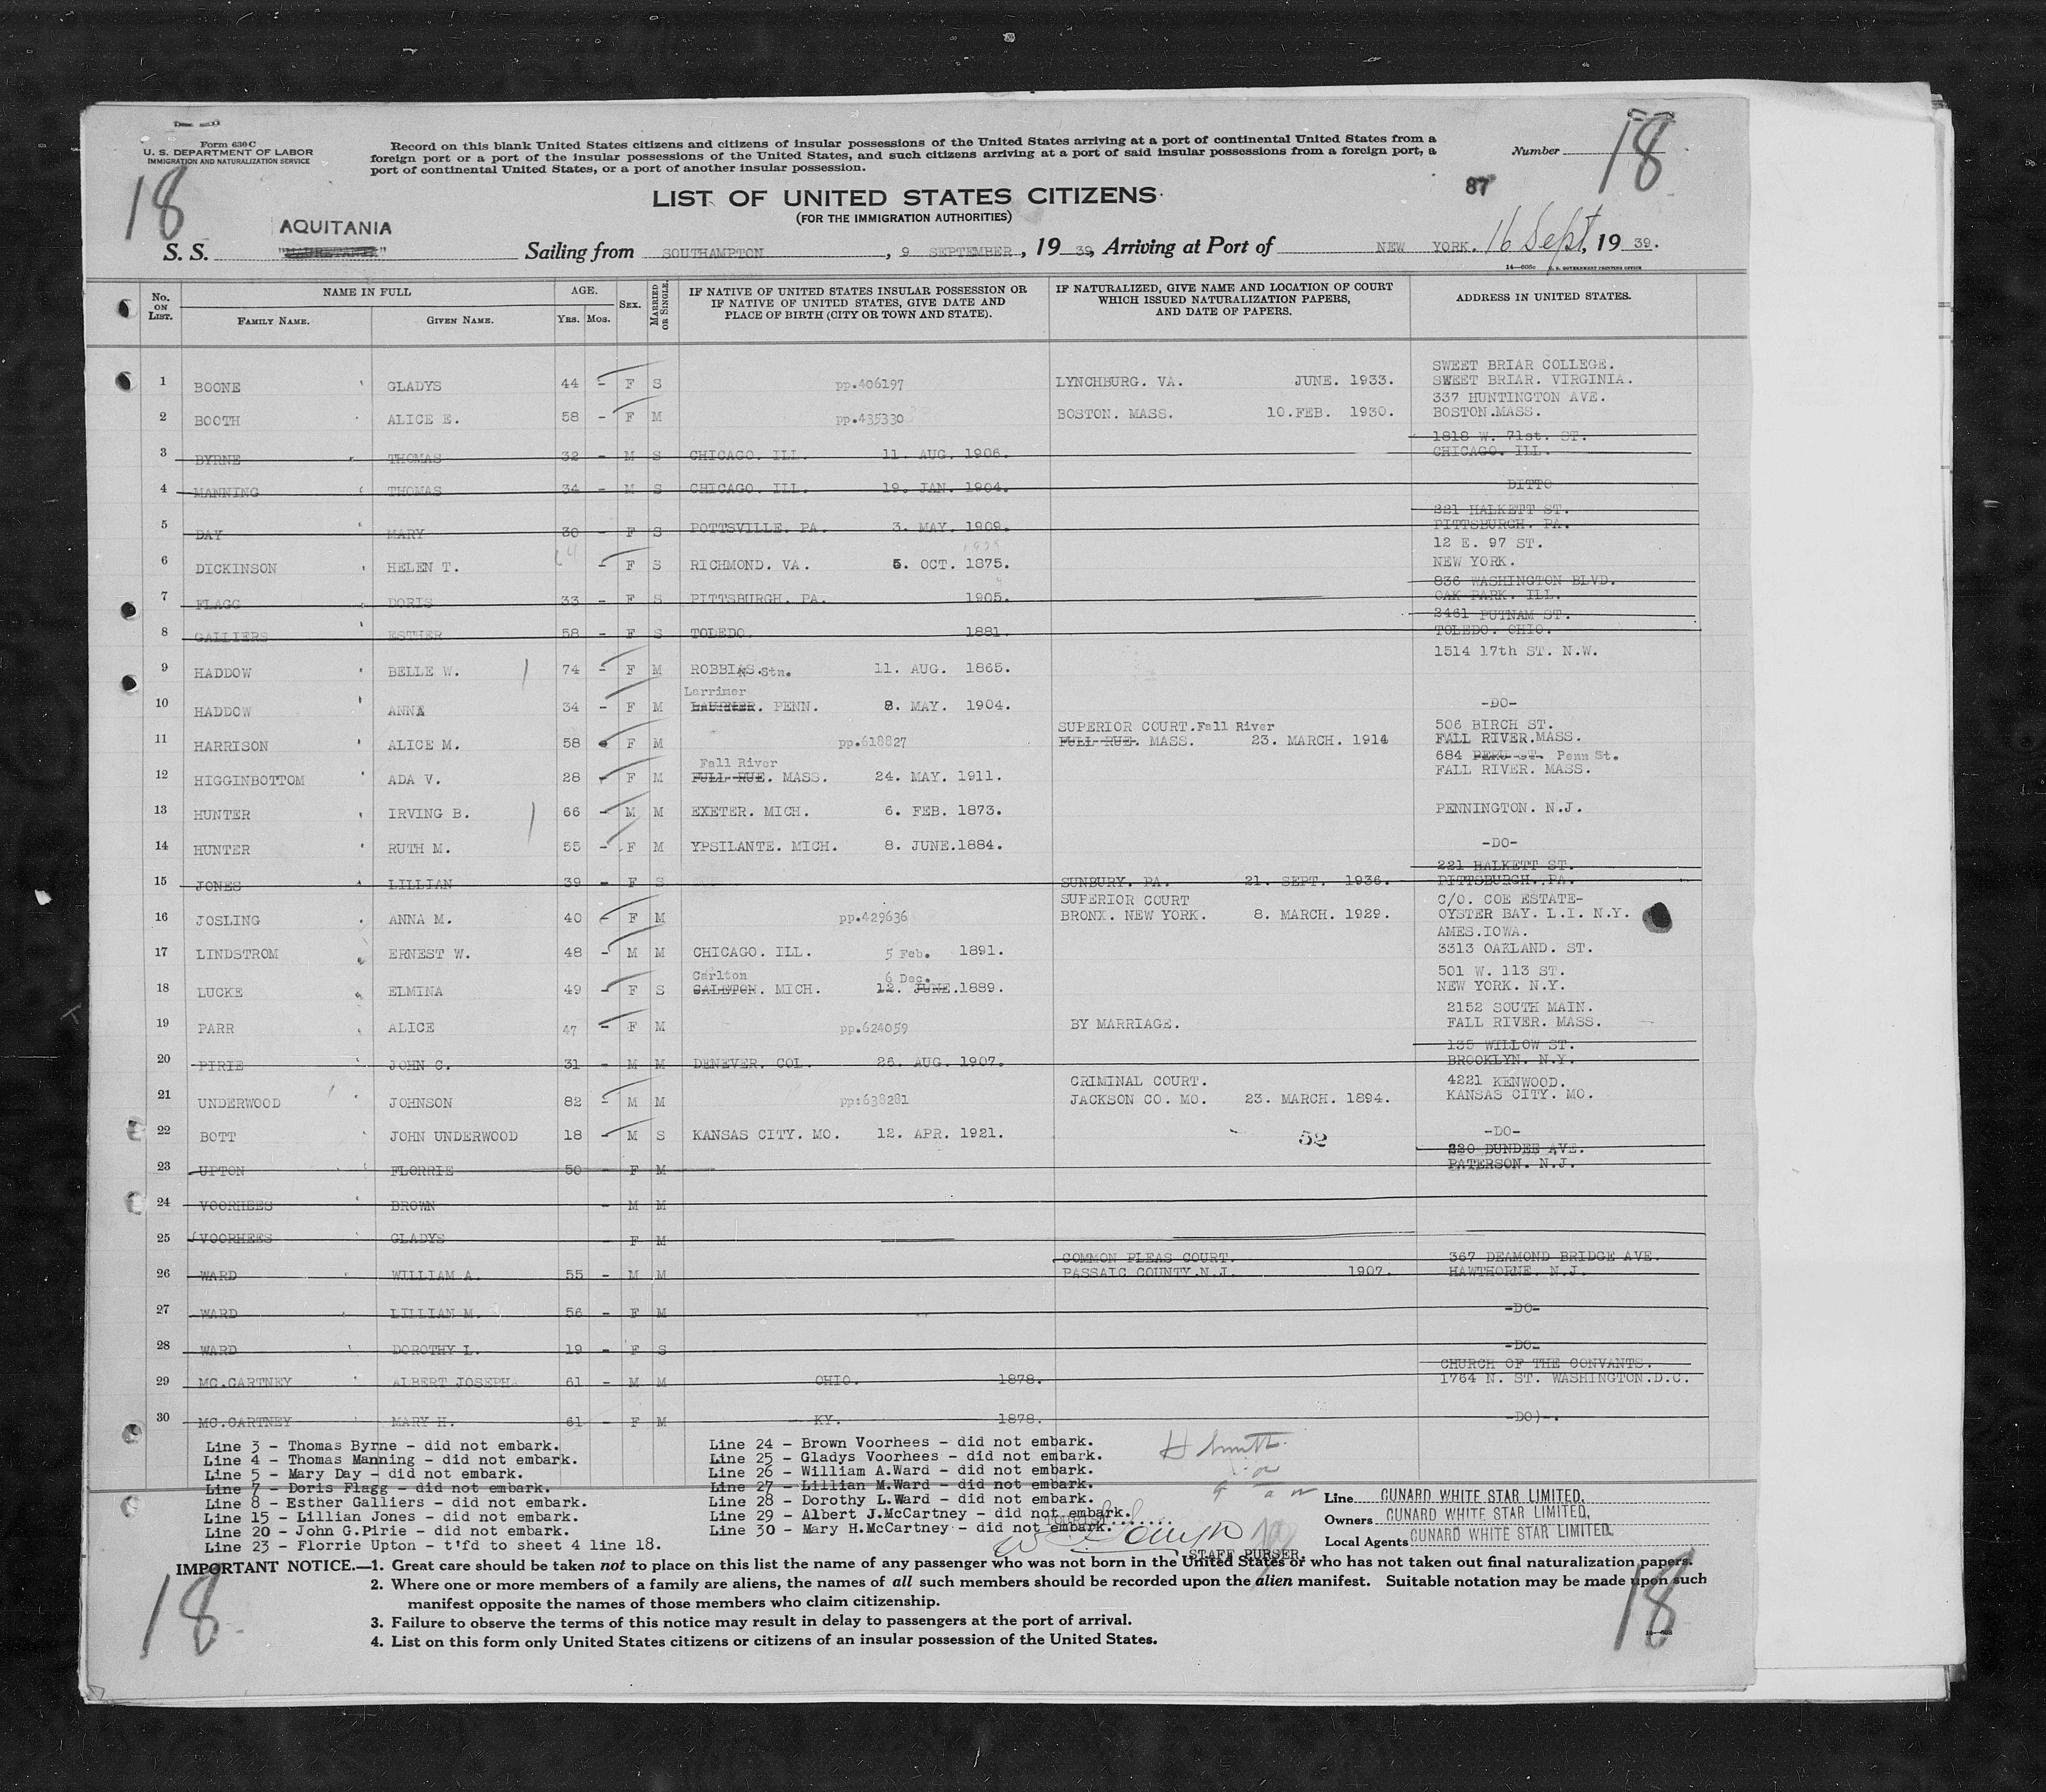 Form 630 C
U. S. DEPARTMENT OF LABOR
IMMIGRATION AND NATURALIZATION SERVICE
Record on this blank United States citizens and citizens of insular possessions of the United States arriving at a port of continental United States from a
foreign port or a port of the insular possessions of the United States, and such citizens arriving at a port of said insular possessions from a foreign port, a
port of continental United States, or a port of another insular possession.
Number 18
18
87
LIST OF UNITED STATES CITIZENS
(FOR THE IMMIGRATION AUTHORITIES)
AQUITANIA
S. S. Sailing from SOUTHAMPTON, 9 SEPTEMBER, 19 39, Arriving at Port of NEW YORK. 16 Sept, 19 39.
14—608c U. S. GOVERNMENT PRINTING OFFICE
No. ON LIST. NAME IN FULL AGE. SEX. MARRIED OR SINGLE. IF NATIVE OF UNITED STATES INSULAR POSSESSION OR IF NATIVE OF UNITED STATES, GIVE DATE AND PLACE OF BIRTH (CITY OR TOWN AND STATE). IF NATURALIZED, GIVE NAME AND LOCATION OF COURT WHICH ISSUED NATURALIZATION PAPERS, AND DATE OF PAPERS. ADDRESS IN UNITED STATES.
FAMILY NAME. GIVEN NAME. YRS. MOS.
SWEET BRIAR COLLEGE.
1 BOONE GLADYS 44 - F S pp.406197 LYNCHBURG. VA. JUNE. 1933. SWEET BRIAR. VIRGINIA.
337 HUNTINGTON AVE.
2 BOOTH ALICE E. 58 - F M pp.435330 BOSTON. MASS. 10.FEB. 1930. BOSTON.MASS.
1818 W. 71st. ST.
3 BYRNE THOMAS 32 - M S CHICAGO. ILL. 11. AUG. 1906. CHICAGO. ILL.
4 MANNING THOMAS 34 - M S CHICAGO. ILL. 19. JAN. 1904. DITTO
221 HALKETT ST.
5 DAY MARY 30 - F S POTTSVILLE. PA. 3. MAY. 1909. PITTSBURGH. PA.
12 E. 97 ST.
6 DICKINSON HELEN T. - F S RICHMOND. VA. 5. OCT. 1875. NEW YORK.
836 WASHINGTON BLVD.
7 FLAGG DORIS 33 - F S PITTSBURGH. PA. 1905. OAK PARK. ILL.
2461 PUTNAM ST.
8 GALLIERS ESTHER 58 - F S TOLEDO. 1881. TOLEDO. OHIO.
1514 17th ST. N.W.
9 HADDOW BELLE W. 74 - F M ROBBINS.Stn. 11. AUG. 1865.
Larrimer
10 HADDOW ANNA 34 - F M PENN. 8. MAY. 1904. -DO-
SUPERIOR COURT.Fall River 506 BIRCH ST.
11 HARRISON ALICE M. 58 F M pp.618827 FULL RUE. MASS. 23. MARCH. 1914 FALL RIVER.MASS.
Fall River 684 PERU ST. Penn St.
12 HIGGINBOTTOM ADA V. 28 - F M FULL RUE. MASS. 24. MAY. 1911. FALL RIVER. MASS.
13 HUNTER IRVING B. 66 - M M EXETER. MICH. 6. FEB. 1873. PENNINGTON. N.J.
14 HUNTER RUTH M. 55 - F M YPSILANTE. MICH. 8. JUNE.1884. -DO-
221 HALKETT ST.
15 JONES LILLIAN 39 - F S SUNBURY. PA. 21. SEPT. 1936. PITTSBURGH. PA.
SUPERIOR COURT C/O. COE ESTATE-
16 JOSLING ANNA M. 40 - F M pp.429636 BRONX. NEW YORK. 8. MARCH. 1929. OYSTER BAY. L.I. N.Y.
AMES.IOWA.
17 LINDSTROM ERNEST W. 48 - M M CHICAGO. ILL. 5 Feb. 1891. 3313 OAKLAND. ST.
Carlton 6 Dec. 501 W. 113 ST.
18 LUCKE ELMINA 49 - F S CALETON. MICH. 12. JUNE.1889. NEW YORK. N.Y.
2152 SOUTH MAIN.
19 PARR ALICE 47 - F M pp.624059 BY MARRIAGE. FALL RIVER. MASS.
135 WILLOW ST.
20 PIRIE JOHN G. 31 - M M DENEVER. COL. 26. AUG. 1907. BROOKLYN. N.Y.
CRIMINAL COURT. 4221 KENWOOD.
21 UNDERWOOD JOHNSON 82 - M M pp:638281 JACKSON CO. MO. 23. MARCH. 1894. KANSAS CITY. MO.
22 BOTT JOHN UNDERWOOD 18 - M S KANSAS CITY. MO. 12. APR. 1921. 52 -DO-
220 DUNDEE AVE.
23 UPTON FLORRIE 50 - F M PATERSON. N.J.
24 VOORHEES BROWN - M M
25 VOORHEES GLADYS F M
COMMON PLEAS COURT. 367 DEAMOND BRIDGE AVE.
26 WARD WILLIAM A. 55 - M M PASSAIC COUNTY.N.J. 1907. HAWTHORNE. N.J.
27 WARD LILLIAN M. 56 - F M -DO-
28 WARD DOROTHY L. 19 - F S -DO-
CHURCH OF THE CONVANTS.
29 MC.CARTNEY ALBERT JOSEPH 61 - M M OHIO. 1878. 1764 N. ST. WASHINGTON.D.C.
30 MC.CARTNEY MARY H. 61 - F M KY. 1878. -DO)-.
Line 3 - Thomas Byrne - did not embark.
Line 4 - Thomas Manning - did not embark.
Line 5 - Mary Day - did not embark.
Line 7 - Doris Flagg - did not embark.
Line 8 - Esther Galliers - did not embark.
Line 15 - Lillian Jones - did not embark.
Line 20 - John G.Pirie - did not embark.
Line 23 - Florrie Upton - t'fd to sheet 4 line 18.
Line 24 - Brown Voorhees - did not embark.
Line 25 - Gladys Voorhees - did not embark.
Line 26 - William A.Ward - did not embark.
Line 27 - Lillian M.Ward - did not embark.
Line 28 - Dorothy L.Ward - did not embark.
Line 29 - Albert J.McCartney - did not embark.
Line 30 - Mary H.McCartney - did not embark.
H Smith
STAFF PURSER.
Line CUNARD WHITE STAR LIMITED.
Owners CUNARD WHITE STAR LIMITED,
Local Agents CUNARD WHITE STAR LIMITED.
IMPORTANT NOTICE.—1. Great care should be taken not to place on this list the name of any passenger who was not born in the United States or who has not taken out final naturalization papers.
2. Where one or more members of a family are aliens, the names of all such members should be recorded upon the alien manifest. Suitable notation may be made upon such
manifest opposite the names of those members who claim citizenship.
3. Failure to observe the terms of this notice may result in delay to passengers at the port of arrival.
4. List on this form only United States citizens or citizens of an insular possession of the United States.
18
18